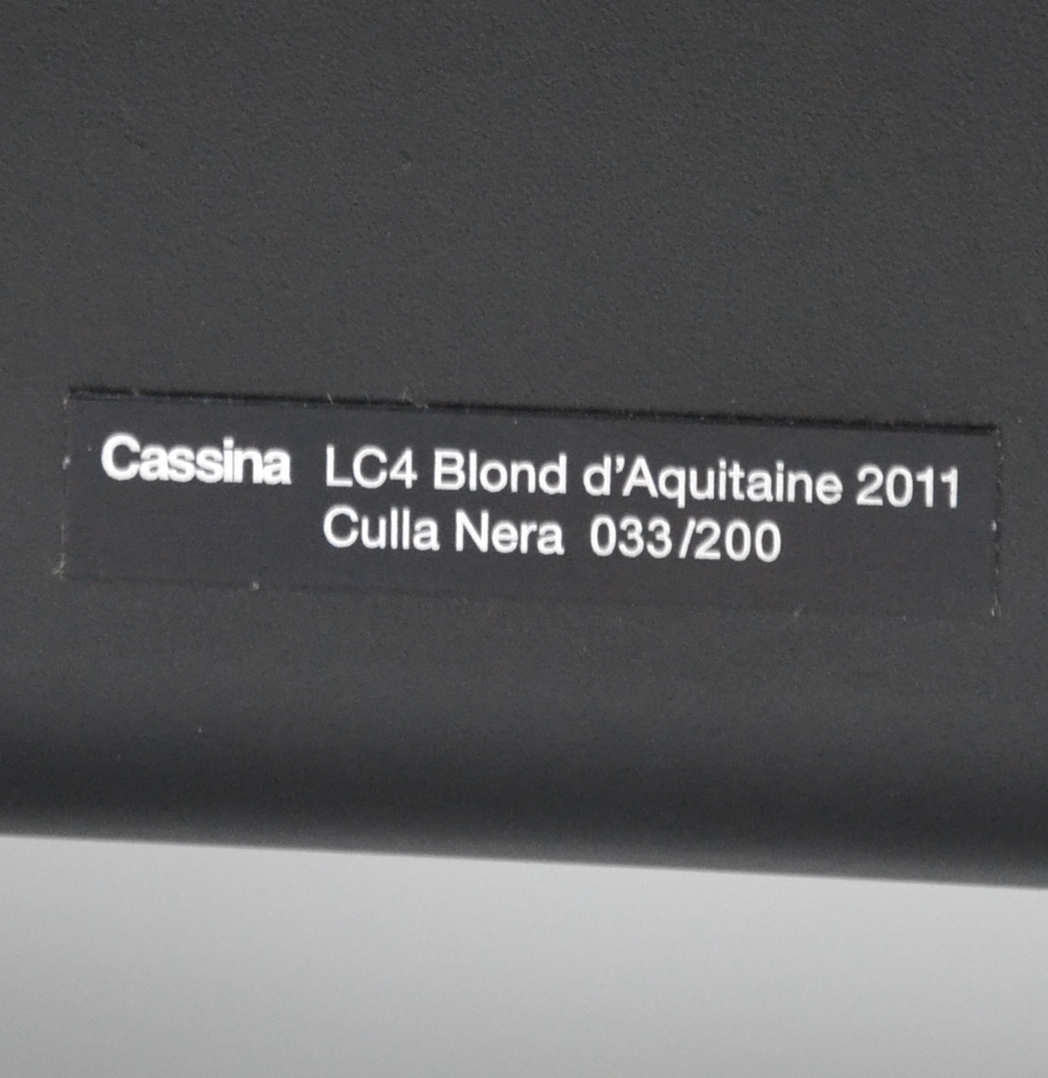 Cassina LC4 Blond d'Aquitaine 2011
Culla Nera 033/200